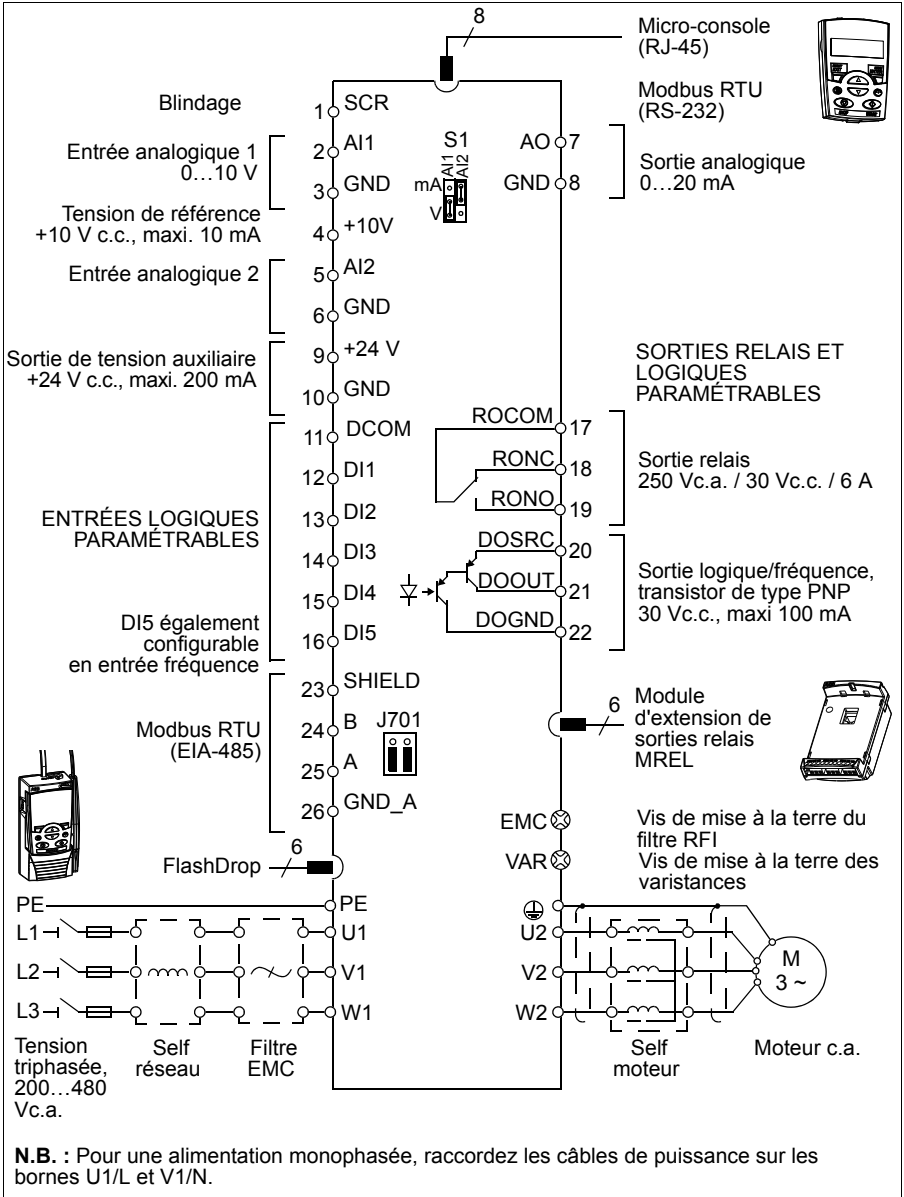 8
Micro-console
(RJ-45)
Modbus RTU
(RS-232)
Blindage
1 SCR
Entrée analogique 1
0…10 V
2 AI1
3 GND
S1
AI1
AI2
mA
V
AO 7
GND 8
Sortie analogique
0…20 mA
Tension de référence
+10 V c.c., maxi. 10 mA
4 +10V
Entrée analogique 2
5 AI2
6 GND
Sortie de tension auxiliaire
+24 V c.c., maxi. 200 mA
9 +24 V
10 GND
SORTIES RELAIS ET
LOGIQUES
PARAMÉTRABLES
11 DCOM
12 DI1
13 DI2
14 DI3
15 DI4
16 DI5
ENTRÉES LOGIQUES
PARAMÉTRABLES
DI5 également
configurable
en entrée fréquence
ROCOM 17
RONC 18
RONO 19
Sortie relais
250 Vc.a. / 30 Vc.c. / 6 A
DOSRC 20
DOOUT 21
DOGND 22
Sortie logique/fréquence,
transistor de type PNP
30 Vc.c., maxi 100 mA
23 SHIELD
24 B
25 A
26 GND_A
J701
Modbus RTU
(EIA-485)
6
Module
d'extension de
sorties relais
MREL
FlashDrop
6
EMC
VAR
Vis de mise à la terre du
filtre RFI
Vis de mise à la terre des
varistances
PE
PE
L1
U1
U2
L2
V1
V2
M
3 ~
L3
W1
W2
Tension
triphasée,
200…480
Vc.a.
Self
réseau
Filtre
EMC
Self
moteur
Moteur c.a.
N.B. : Pour une alimentation monophasée, raccordez les câbles de puissance sur les
bornes U1/L et V1/N.